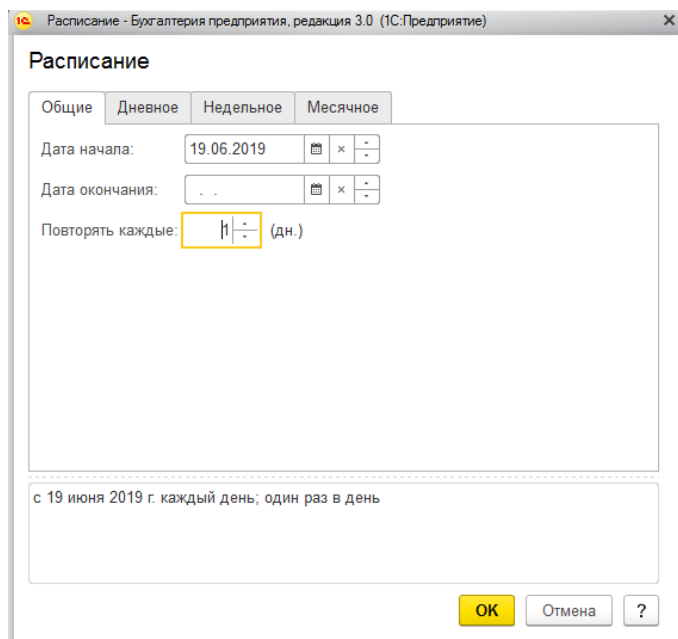 1С Расписание - Бухгалтерия предприятия, редакция 3.0 (1С:Предприятие)
Расписание
Общие Дневное Недельное Месячное
Дата начала: 19.06.2019
Дата окончания: . .
Повторять каждые: 1 (дн.)
с 19 июня 2019 г. каждый день; один раз в день
ОК Отмена ?